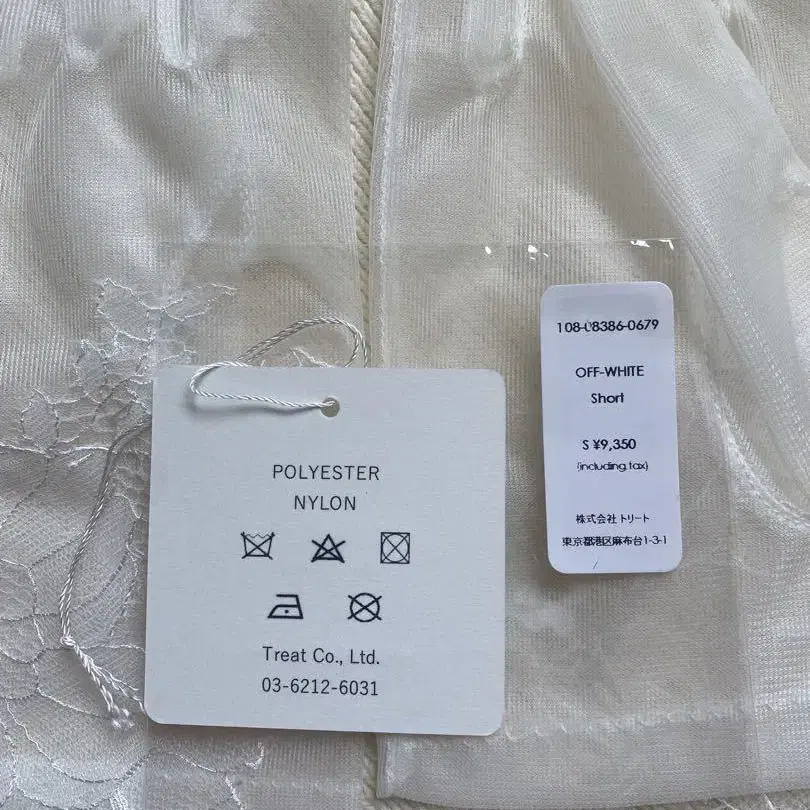 POLYESTER
NYLON
Treat Co., Ltd.
03-6212-6031
108-08386-0679
OFF-WHITE
Short
S ¥9,350
(including.tax)
株式会社トリート
東京都港区麻布台1-3-1